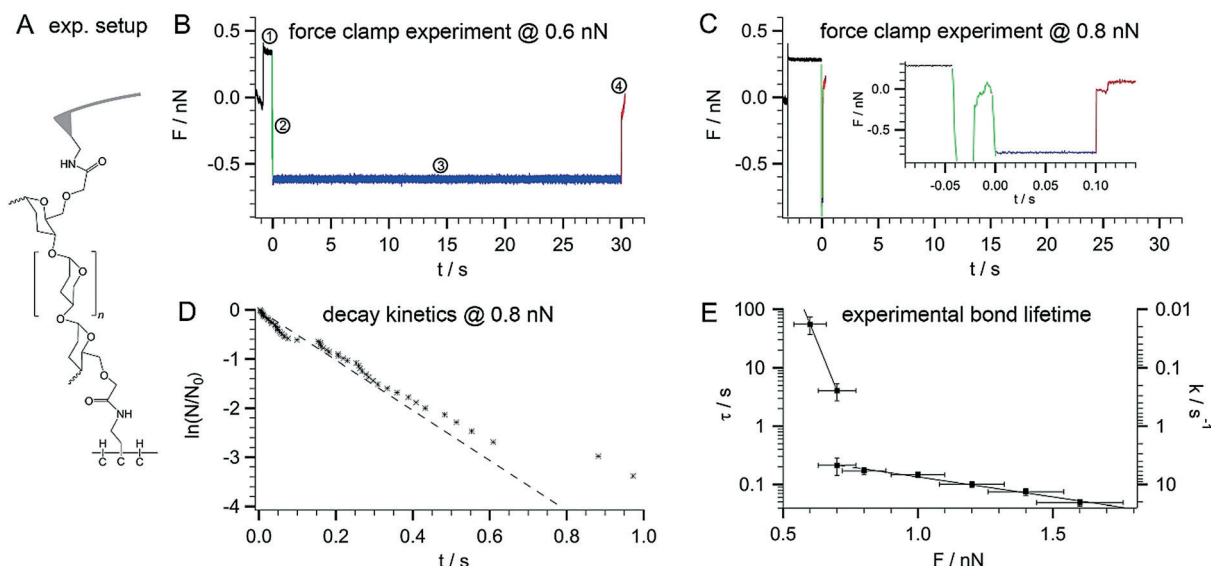 A exp. setup
NH
O
O
O
O
O
O
n
O
O
O
O
NH
H H
C C C
B force clamp experiment @ 0.6 nN
F / nN
0.5
0.0
-0.5
① ② ③ ④
0 5 10 15 20 25 30
t / s
C force clamp experiment @ 0.8 nN
F / nN
0.5
0.0
-0.5
0 5 10 15 20 25 30
t / s
F / nN
0.0
-0.5
-0.05 0.00 0.05 0.10
t / s
D decay kinetics @ 0.8 nN
ln(N/N0)
0
-1
-2
-3
-4
0.0 0.2 0.4 0.6 0.8 1.0
t / s
E experimental bond lifetime
τ / s
100
10
1
0.1
k / s-1
0.01
0.1
1
10
0.5 1.0 1.5
F / nN